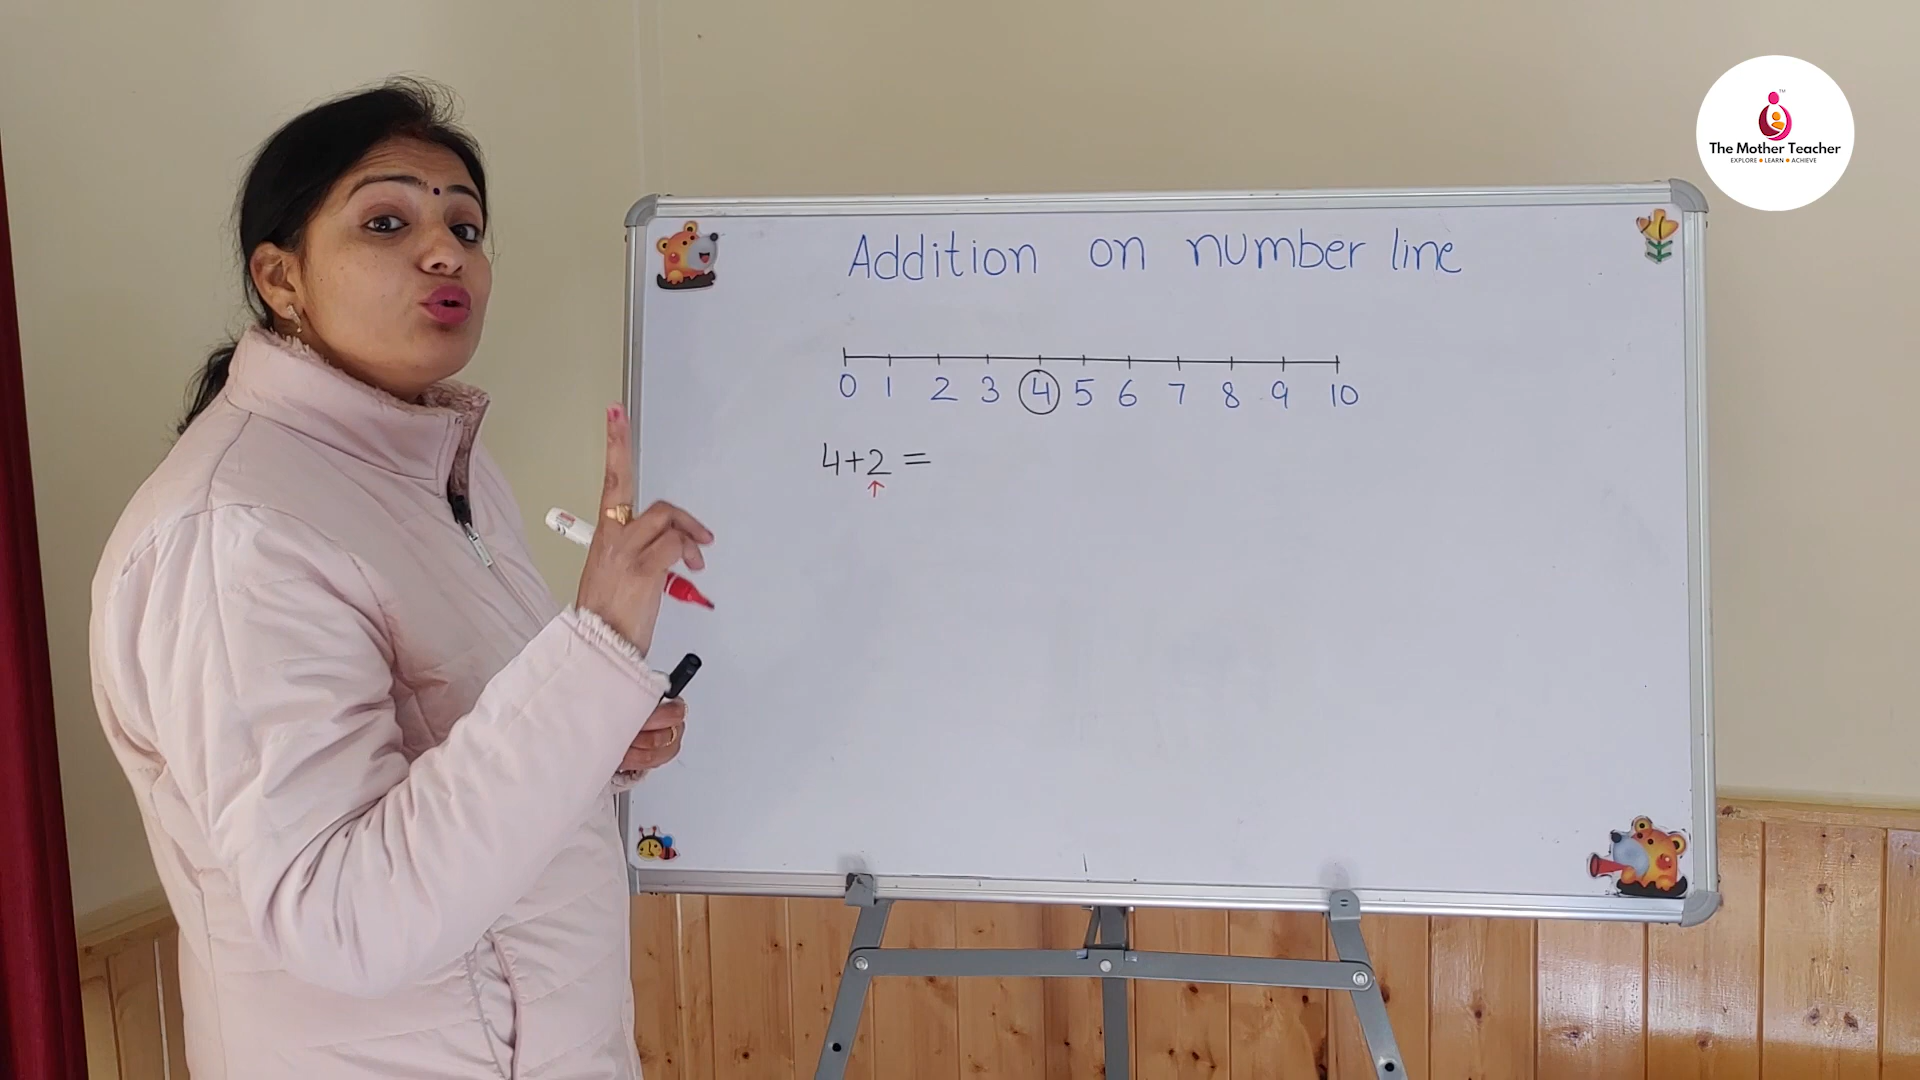 The Mother Teacher
EXPLORE • LEARN • ACHIEVE
Addition on number line
0 1 2 3 4 5 6 7 8 9 10
4+2 =
↑